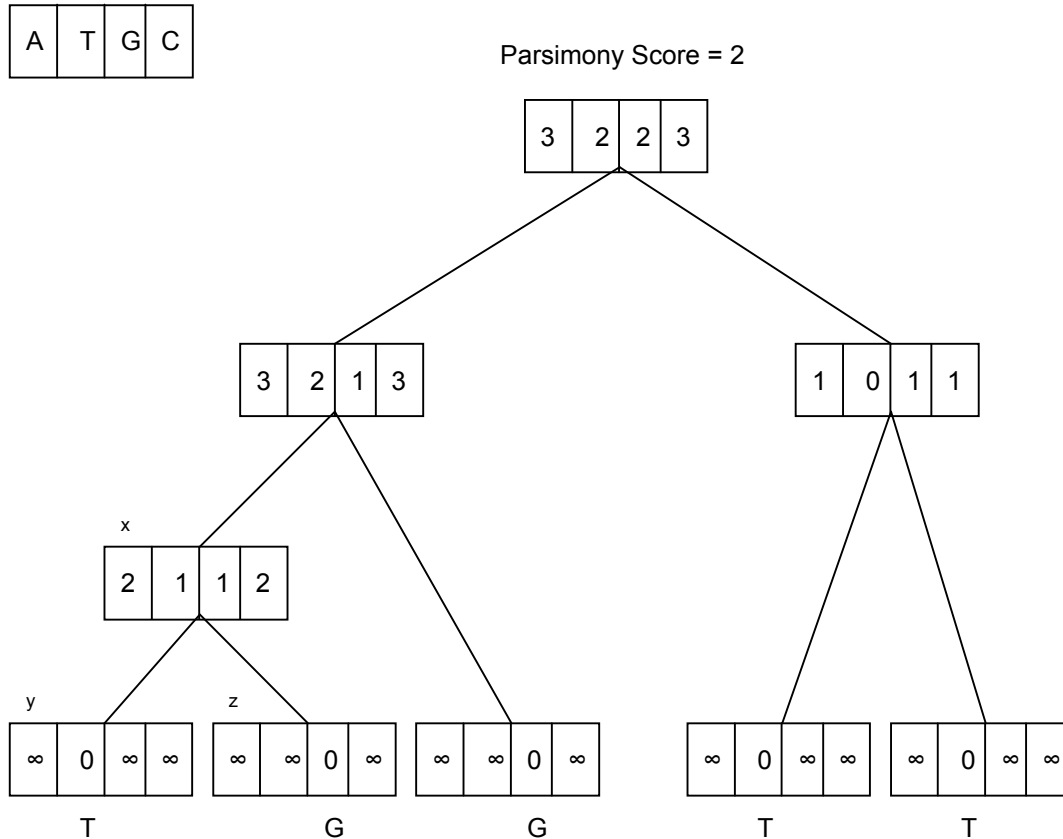 A T G C
Parsimony Score = 2
3 2 2 3
3 2 1 3
1 0 1 1
x
2 1 1 2
y
z
∞ 0 ∞ ∞
∞ ∞ 0 ∞
∞ ∞ 0 ∞
∞ 0 ∞ ∞
∞ 0 ∞ ∞
T
G
G
T
T